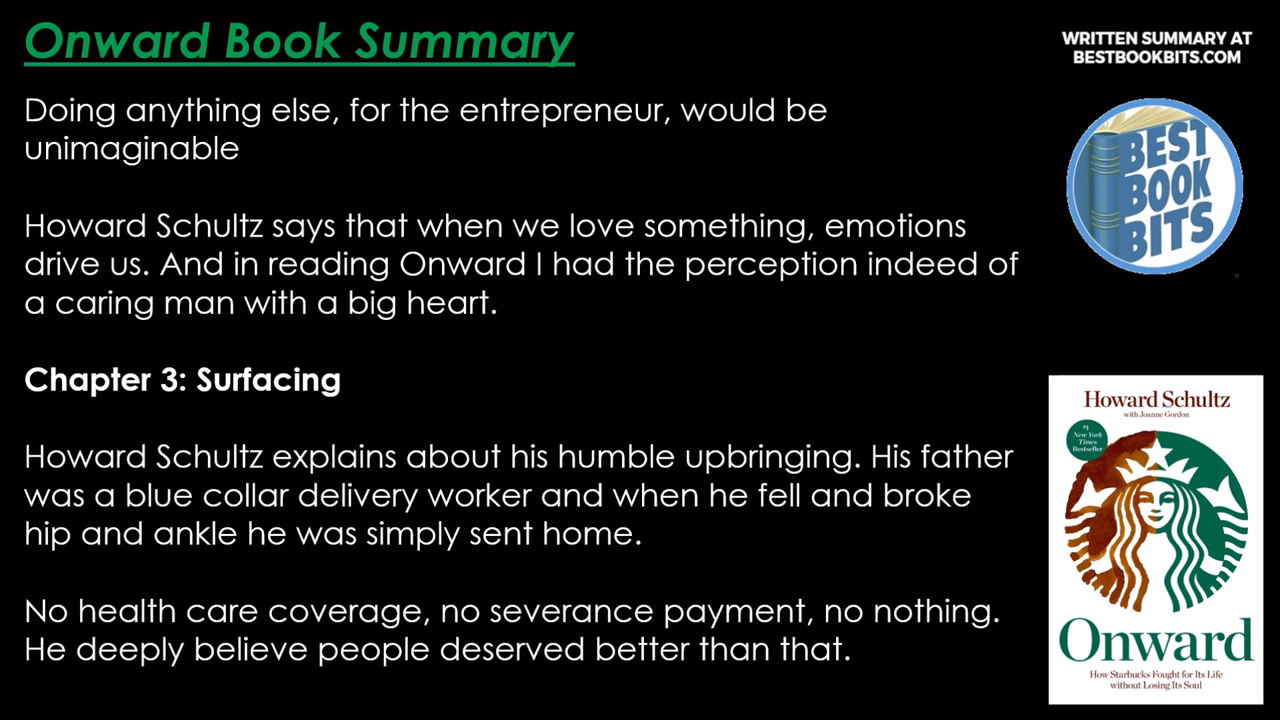 Onward Book Summary
WRITTEN SUMMARY AT
BESTBOOKBITS.COM
Doing anything else, for the entrepreneur, would be
unimaginable
Howard Schultz says that when we love something, emotions
drive us. And in reading Onward I had the perception indeed of
a caring man with a big heart.
BEST
BOOK
BITS
Chapter 3: Surfacing
Howard Schultz explains about his humble upbringing. His father
was a blue collar delivery worker and when he fell and broke
hip and ankle he was simply sent home.
No health care coverage, no severance payment, no nothing.
He deeply believe people deserved better than that.
Howard Schultz
with Joanne Gordon
#1
New York
Times
Bestseller
Onward
How Starbucks Fought for Its Life
without Losing Its Soul